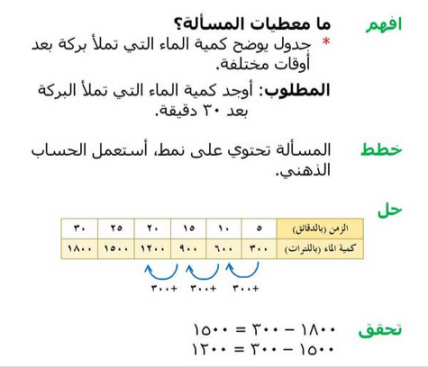 افهم
ما معطيات المسألة؟
* جدول يوضح كمية الماء التي تملأ بركة بعد
أوقات مختلفة.
المطلوب: أوجد كمية الماء التي تملأ البركة
بعد ٣٠ دقيقة.
خطط
المسألة تحتوي على نمط، أستعمل الحساب
الذهني.
حل
الزمن (بالدقائق) ٥ ١٠ ١٥ ٢٠ ٢٥ ٣٠
كمية الماء (باللترات) ٣٠٠ ٦٠٠ ٩٠٠ ١٢٠٠ ١٥٠٠ ١٨٠٠
+٣٠٠ +٣٠٠ +٣٠٠
تحقق
١٨٠٠ – ٣٠٠ = ١٥٠٠
١٥٠٠ – ٣٠٠ = ١٢٠٠